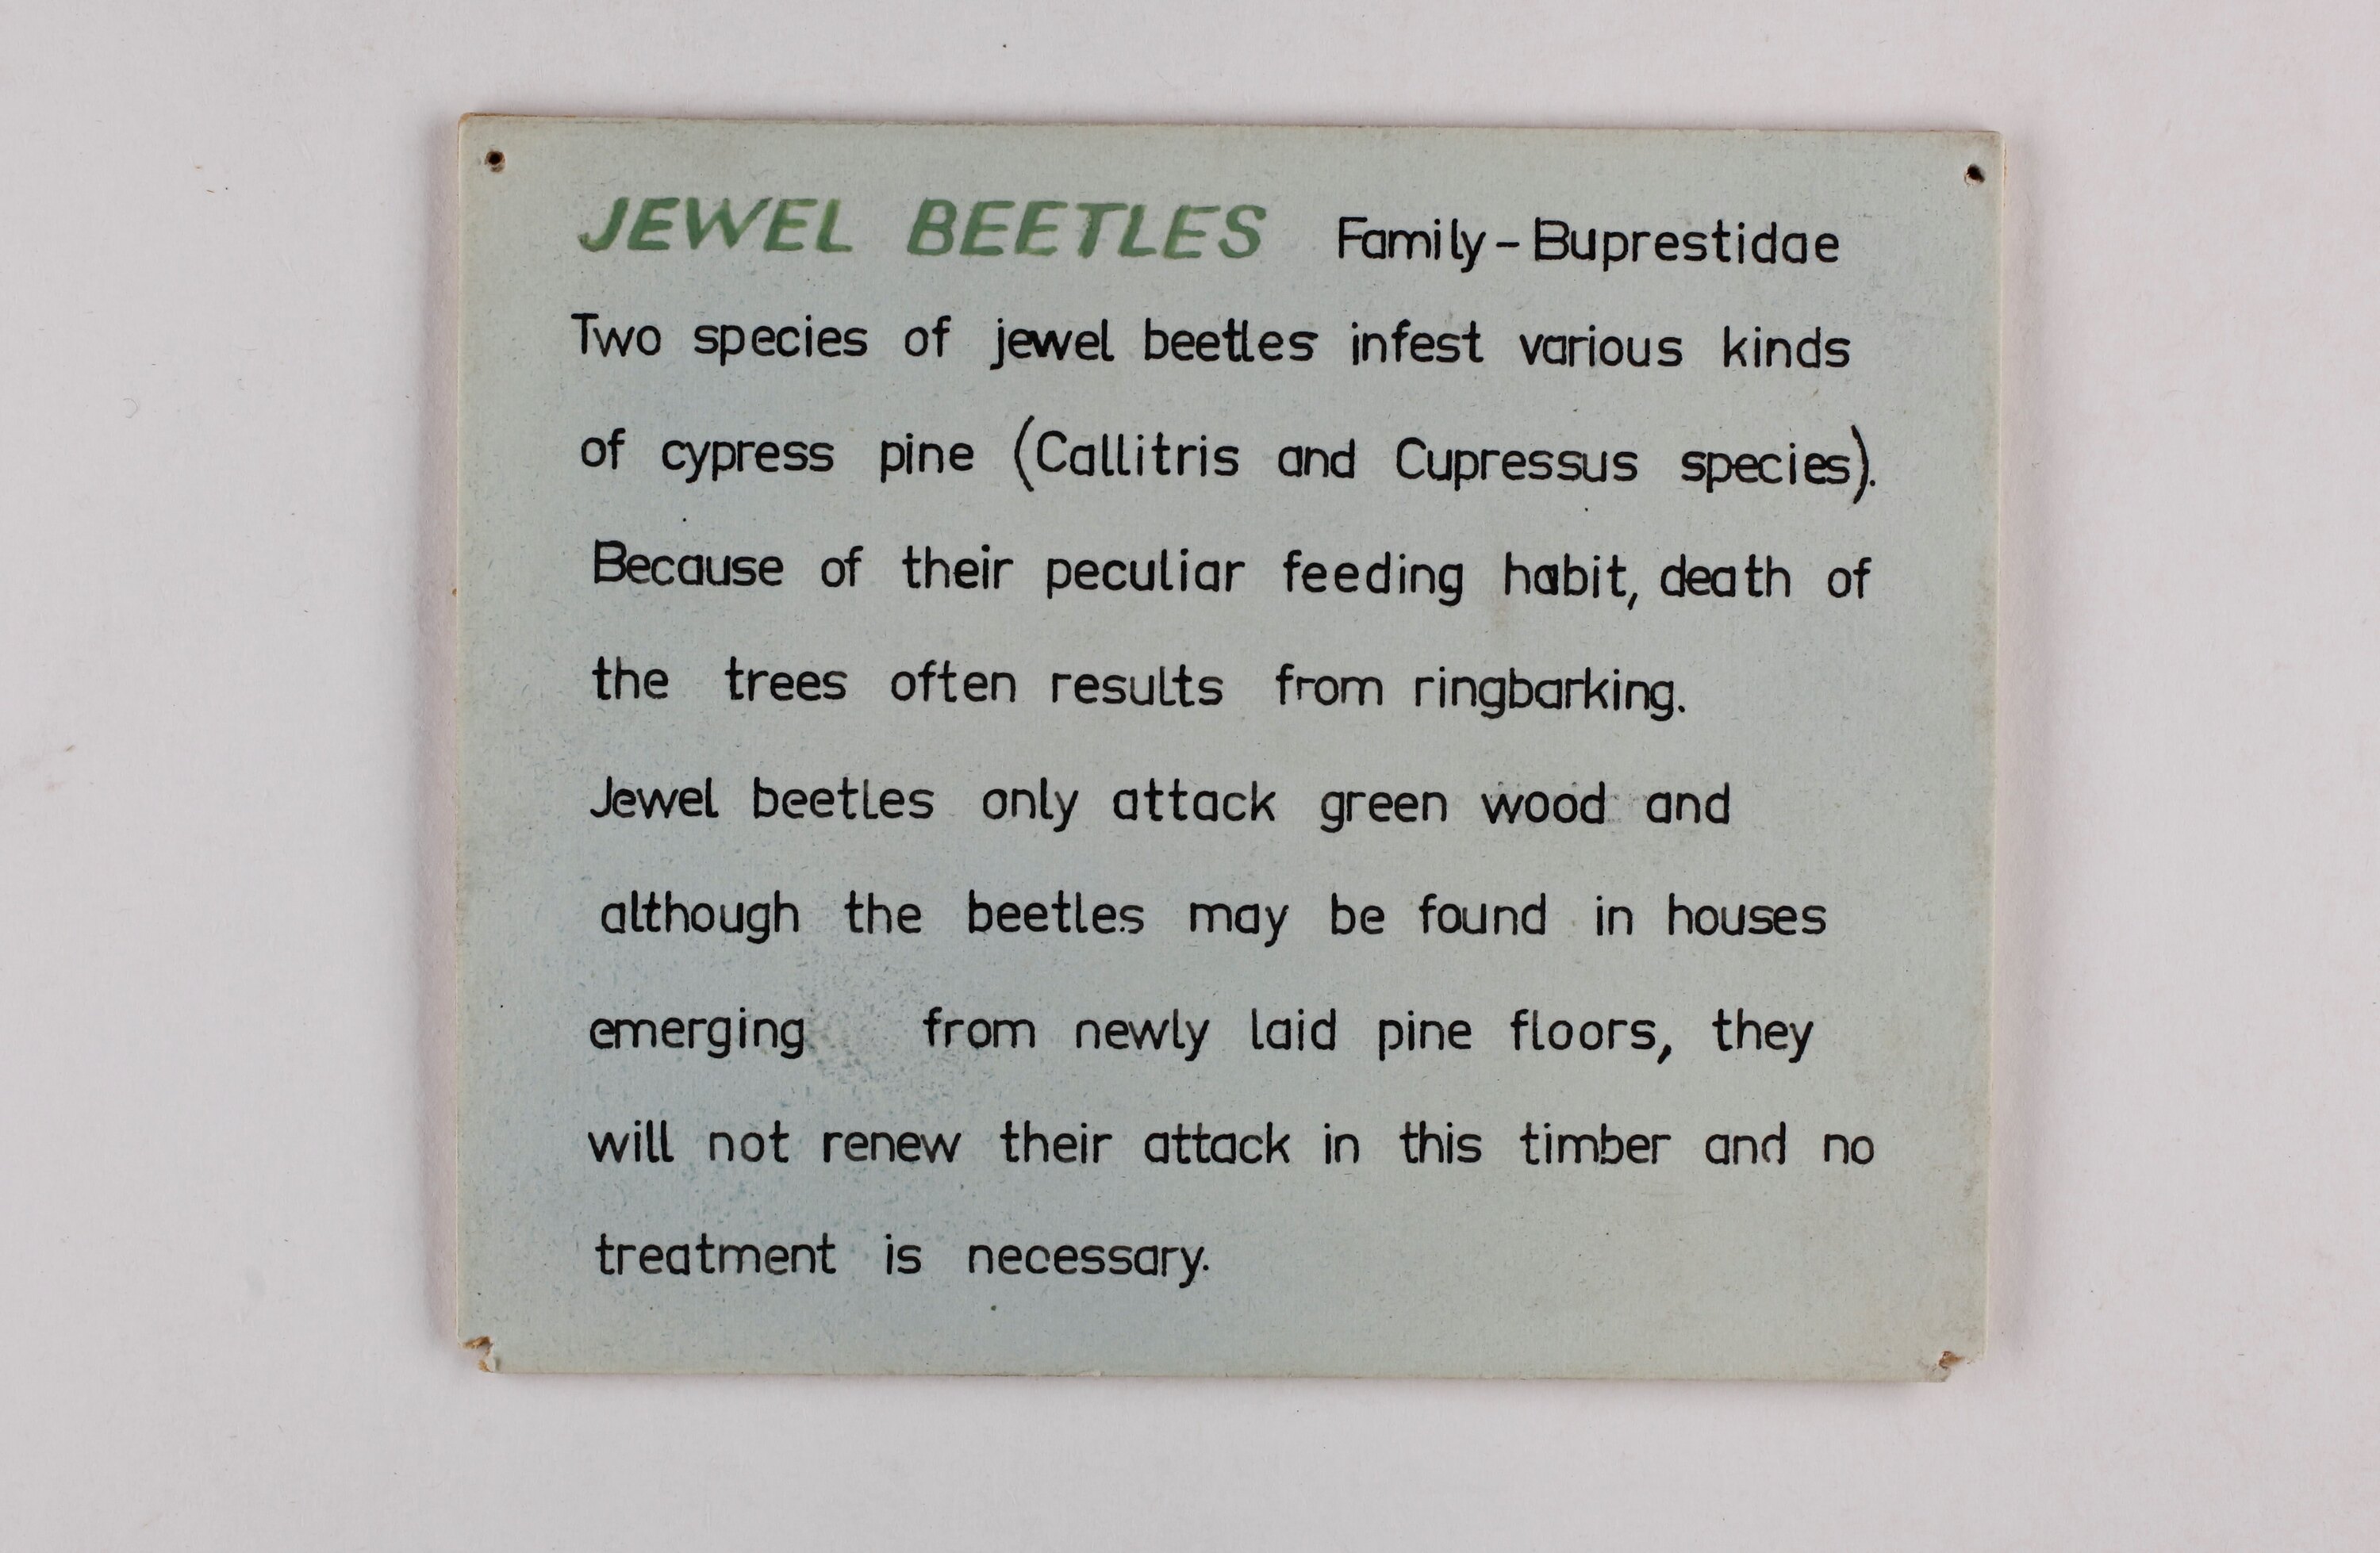 JEWEL BEETLES Family - Buprestidae
Two species of jewel beetles infest various kinds
of cypress pine (Callitris and Cupressus species).
Because of their peculiar feeding habit, death of
the trees often results from ringbarking.
Jewel beetles only attack green wood and
although the beetles may be found in houses
emerging from newly laid pine floors, they
will not renew their attack in this timber and no
treatment is necessary.